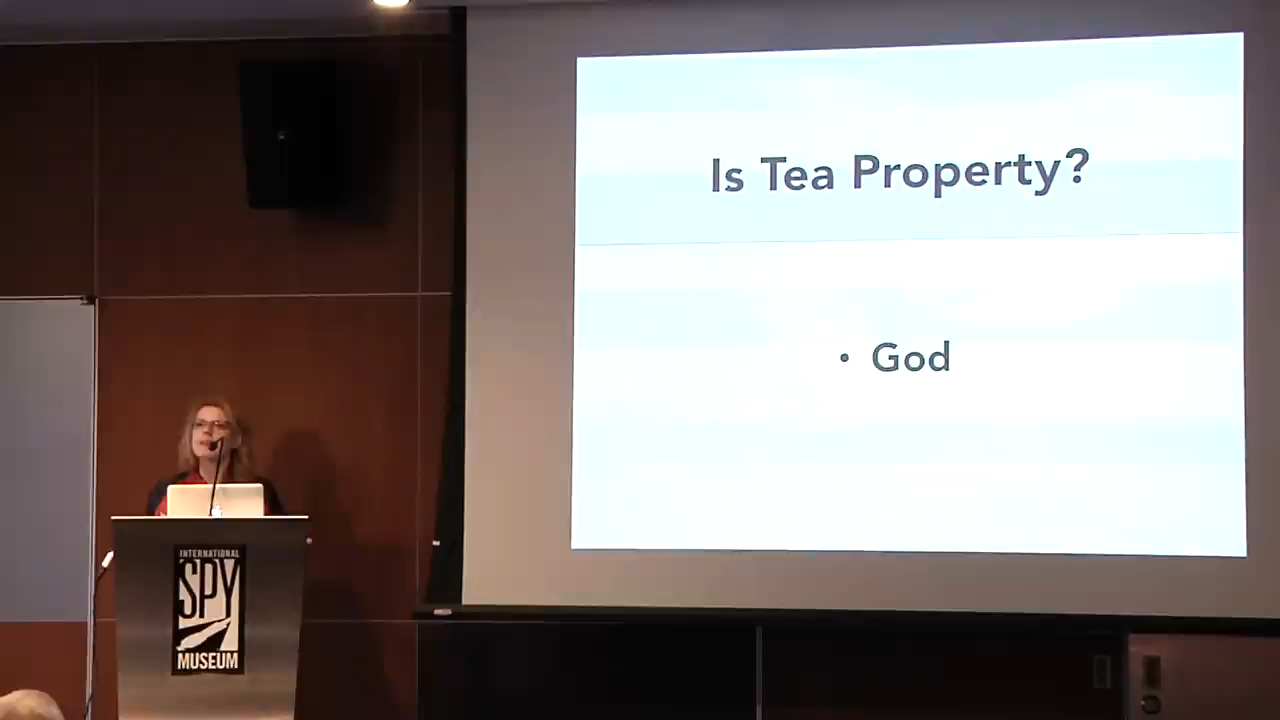 Is Tea Property?
• God
INTERNATIONAL
SPY
MUSEUM